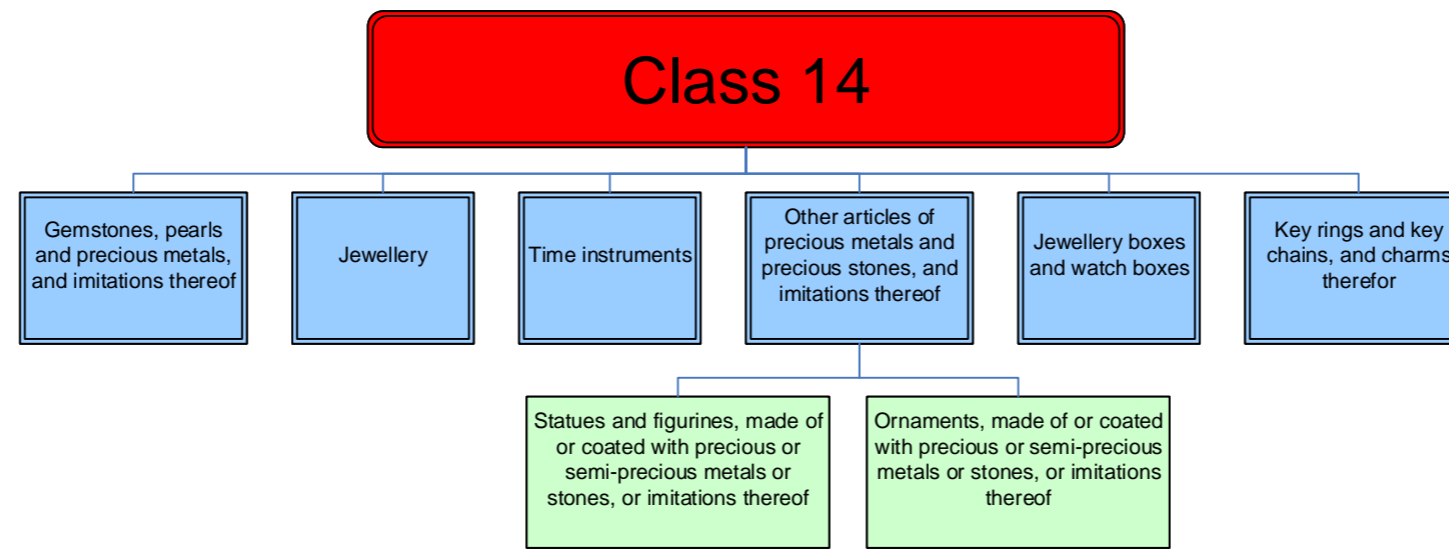 Class 14
Gemstones, pearls
and precious metals,
and imitations thereof
Jewellery
Time instruments
Other articles of
precious metals and
precious stones, and
imitations thereof
Jewellery boxes
and watch boxes
Key rings and key
chains, and charms
therefor
Statues and figurines, made of
or coated with precious or
semi-precious metals or
stones, or imitations thereof
Ornaments, made of or coated
with precious or semi-precious
metals or stones, or imitations
thereof